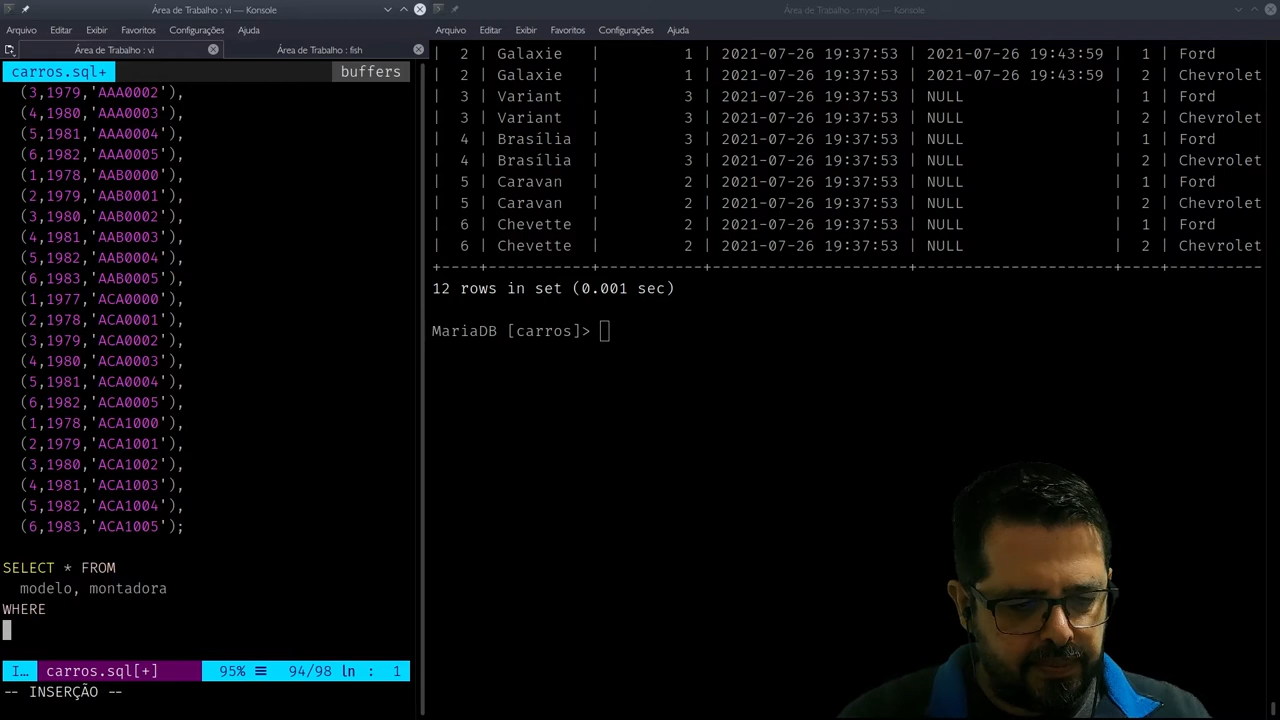 Área de Trabalho : vi — Konsole
Arquivo Editar Exibir Favoritos Configurações Ajuda
Área de Trabalho : vi
Área de Trabalho : fish
carros.sql+ buffers
(3,1979,'AAA0002'),
(4,1980,'AAA0003'),
(5,1981,'AAA0004'),
(6,1982,'AAA0005'),
(1,1978,'AAB0000'),
(2,1979,'AAB0001'),
(3,1980,'AAB0002'),
(4,1981,'AAB0003'),
(5,1982,'AAB0004'),
(6,1983,'AAB0005'),
(1,1977,'ACA0000'),
(2,1978,'ACA0001'),
(3,1979,'ACA0002'),
(4,1980,'ACA0003'),
(5,1981,'ACA0004'),
(6,1982,'ACA0005'),
(1,1978,'ACA1000'),
(2,1979,'ACA1001'),
(3,1980,'ACA1002'),
(4,1981,'ACA1003'),
(5,1982,'ACA1004'),
(6,1983,'ACA1005');
SELECT * FROM
modelo, montadora
WHERE
I… carros.sql[+] 95% ≡ 94/98 ln : 1
-- INSERÇÃO --
Área de Trabalho : mysql — Konsole
Arquivo Editar Exibir Favoritos Configurações Ajuda
| 2 | Galaxie | 1 | 2021-07-26 19:37:53 | 2021-07-26 19:43:59 | 1 | Ford
| 2 | Galaxie | 1 | 2021-07-26 19:37:53 | 2021-07-26 19:43:59 | 2 | Chevrolet
| 3 | Variant | 3 | 2021-07-26 19:37:53 | NULL | 1 | Ford
| 3 | Variant | 3 | 2021-07-26 19:37:53 | NULL | 2 | Chevrolet
| 4 | Brasília | 3 | 2021-07-26 19:37:53 | NULL | 1 | Ford
| 4 | Brasília | 3 | 2021-07-26 19:37:53 | NULL | 2 | Chevrolet
| 5 | Caravan | 2 | 2021-07-26 19:37:53 | NULL | 1 | Ford
| 5 | Caravan | 2 | 2021-07-26 19:37:53 | NULL | 2 | Chevrolet
| 6 | Chevette | 2 | 2021-07-26 19:37:53 | NULL | 1 | Ford
| 6 | Chevette | 2 | 2021-07-26 19:37:53 | NULL | 2 | Chevrolet
12 rows in set (0.001 sec)
MariaDB [carros]>